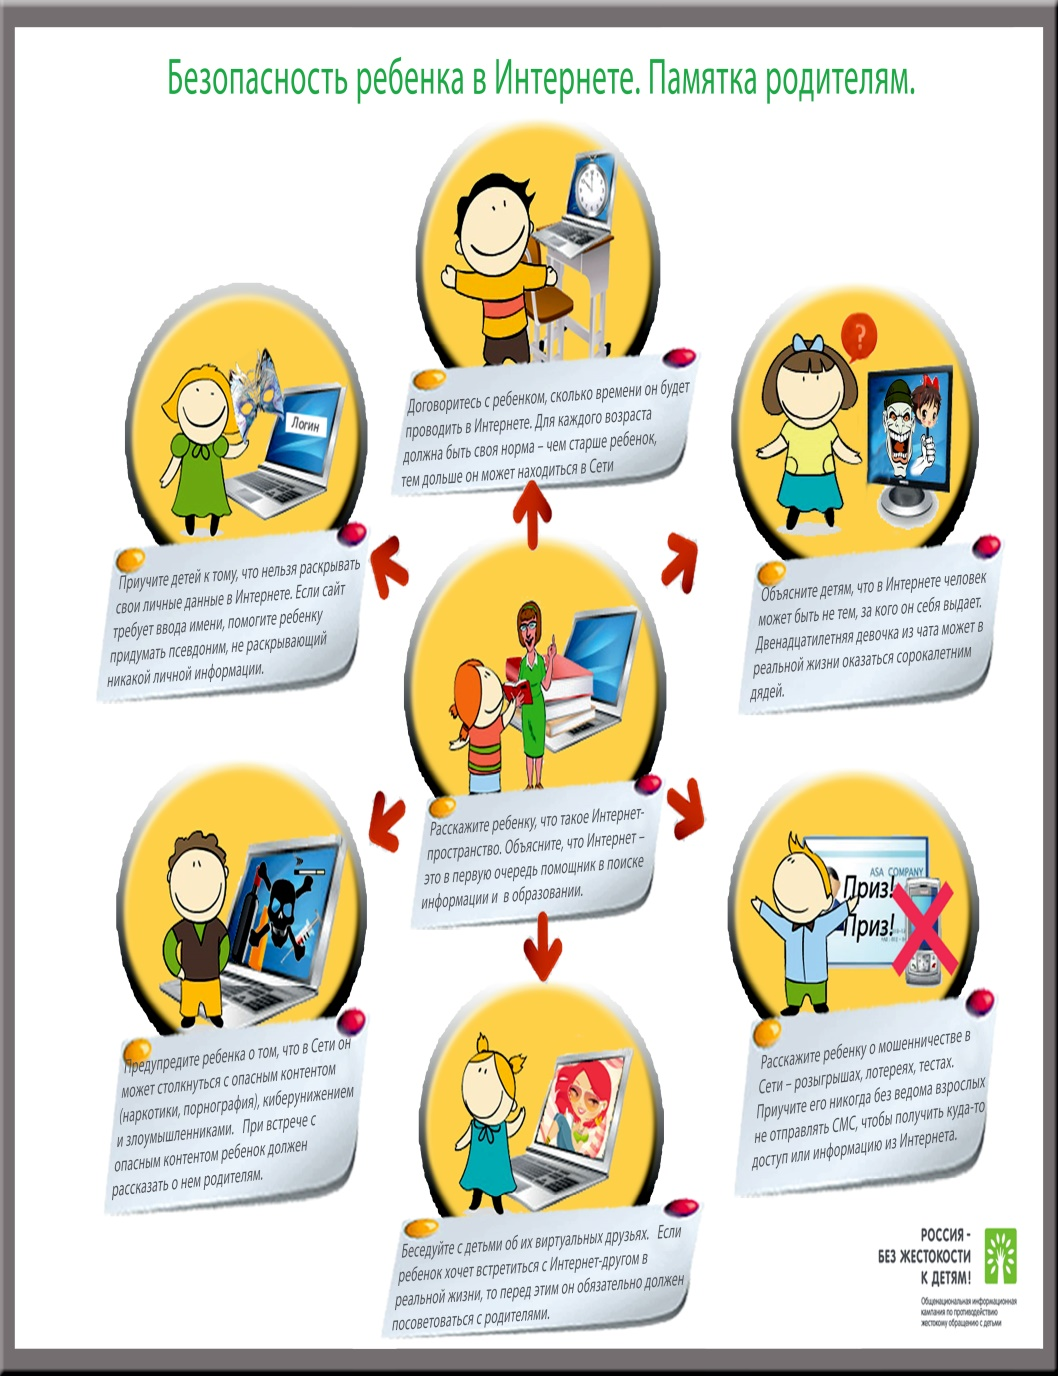 Безопасность ребенка в Интернете. Памятка родителям.
Договоритесь с ребенком, сколько времени он будет
проводить в Интернете. Для каждого возраста
должна быть своя норма – чем старше ребенок,
тем дольше он может находиться в Сети
Логин
Приучите детей к тому, что нельзя раскрывать
свои личные данные в Интернете. Если сайт
требует ввода имени, помогите ребенку
придумать псевдоним, не раскрывающий
никакой личной информации.
?
Объясните детям, что в Интернете человек
может быть не тем, за кого он себя выдает.
Двенадцатилетняя девочка из чата может в
реальной жизни оказаться сорокалетним
дядей.
Расскажите ребенку, что такое Интернет-
пространство. Объясните, что Интернет –
это в первую очередь помощник в поиске
информации и в образовании.
Предупредите ребенка о том, что в Сети он
может столкнуться с опасным контентом
(наркотики, порнография), киберунижением
и злоумышленниками. При встрече с
опасным контентом ребенок должен
рассказать о нем родителям.
ASA COMPANY
Приз!
Приз!
Расскажите ребенку о мошенничестве в
Сети – розыгрышах, лотереях, тестах.
Приучите его никогда без ведома взрослых
не отправлять СМС, чтобы получить куда-то
доступ или информацию из Интернета.
Беседуйте с детьми об их виртуальных друзьях. Если
ребенок хочет встретиться с Интернет-другом в
реальной жизни, то перед этим он обязательно должен
посоветоваться с родителями.
РОССИЯ -
БЕЗ ЖЕСТОКОСТИ
К ДЕТЯМ!
Общенациональная информационная
кампания по противодействию
жестокому обращению с детьми